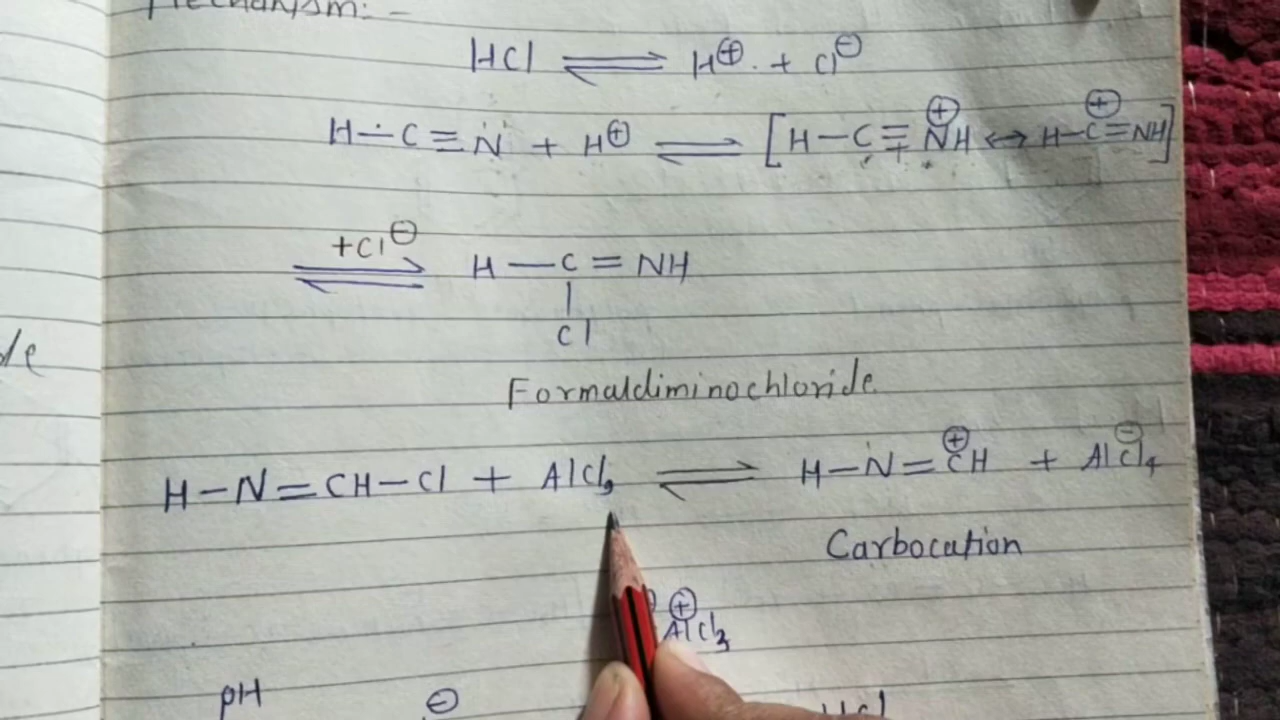 Mechanism:-
HCl ⇌ H⊕ + Cl⊖
H-C≡N̈ + H⊕ ⇌ [H-C≡N⊕H ↔ H-C⊕=NH]
+Cl⊖
⇌ H-C=NH
|
Cl
Formaldiminochloride
H-N=CH-Cl + AlCl₃ ⇌ H-N=C⊕H + AlCl₄⊖
Carbocation
⊕
AlCl₃
pH ⊖